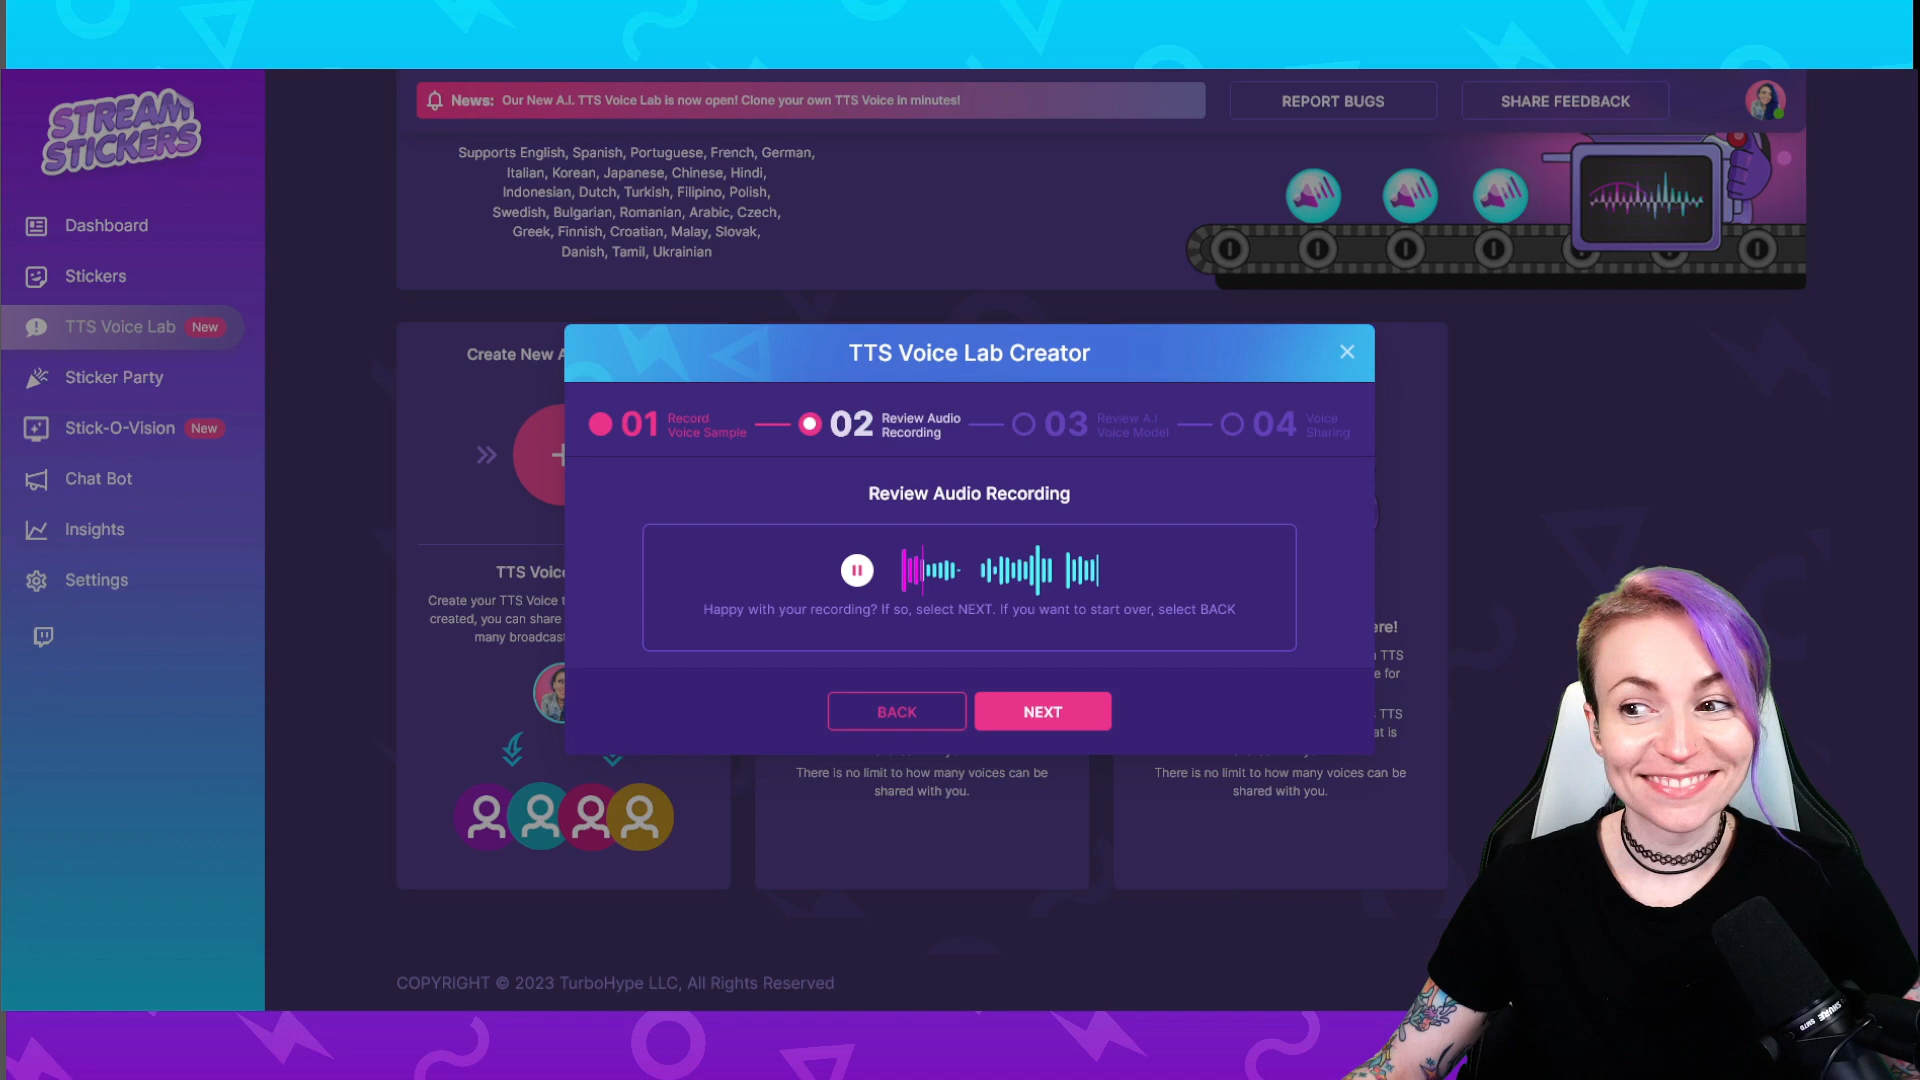 STREAM
STICKERS
Dashboard
Stickers
TTS Voice Lab New
Sticker Party
Stick-O-Vision New
Chat Bot
Insights
Settings
News: Our New A.I. TTS Voice Lab is now open! Clone your own TTS Voice in minutes!
REPORT BUGS
SHARE FEEDBACK
Supports English, Spanish, Portuguese, French, German,
Italian, Korean, Japanese, Chinese, Hindi,
Indonesian, Dutch, Turkish, Filipino, Polish,
Swedish, Bulgarian, Romanian, Arabic, Czech,
Greek, Finnish, Croatian, Malay, Slovak,
Danish, Tamil, Ukrainian
Create New A
TTS Voice Lab Creator
01 Record
Voice Sample
02 Review Audio
Recording
03 Review A.I
Voice Model
04 Voice
Sharing
Review Audio Recording
Happy with your recording? If so, select NEXT. If you want to start over, select BACK
BACK
NEXT
TTS Voice
Create your TTS Voice t
created, you can share
many broadcas
ere!
TTS
e for
TTS
at is
There is no limit to how many voices can be
shared with you.
There is no limit to how many voices can be
shared with you.
COPYRIGHT © 2023 TurboHype LLC, All Rights Reserved
SHURE
SM7B